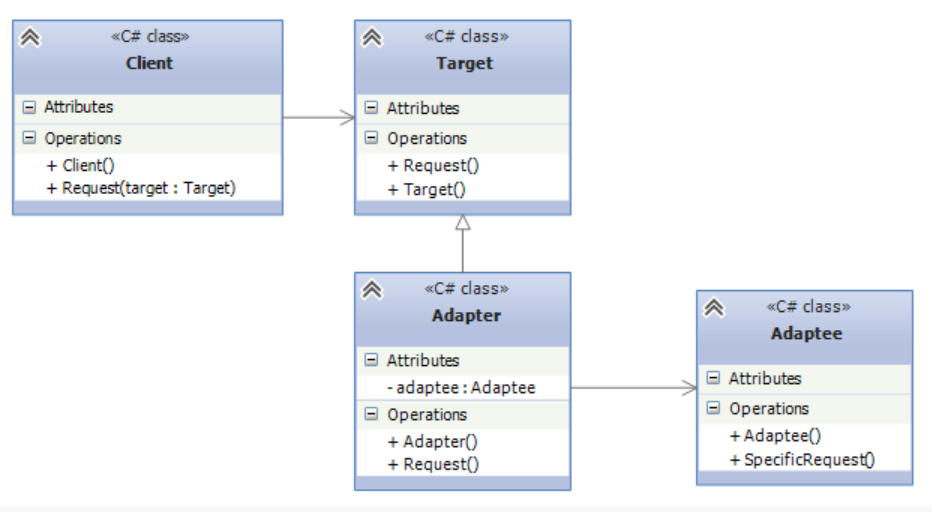 «C# class»
Client
Attributes
Operations
+ Client()
+ Request(target : Target)
«C# class»
Target
Attributes
Operations
+ Request()
+ Target()
«C# class»
Adapter
Attributes
- adaptee : Adaptee
Operations
+ Adapter()
+ Request()
«C# class»
Adaptee
Attributes
Operations
+ Adaptee()
+ SpecificRequest()